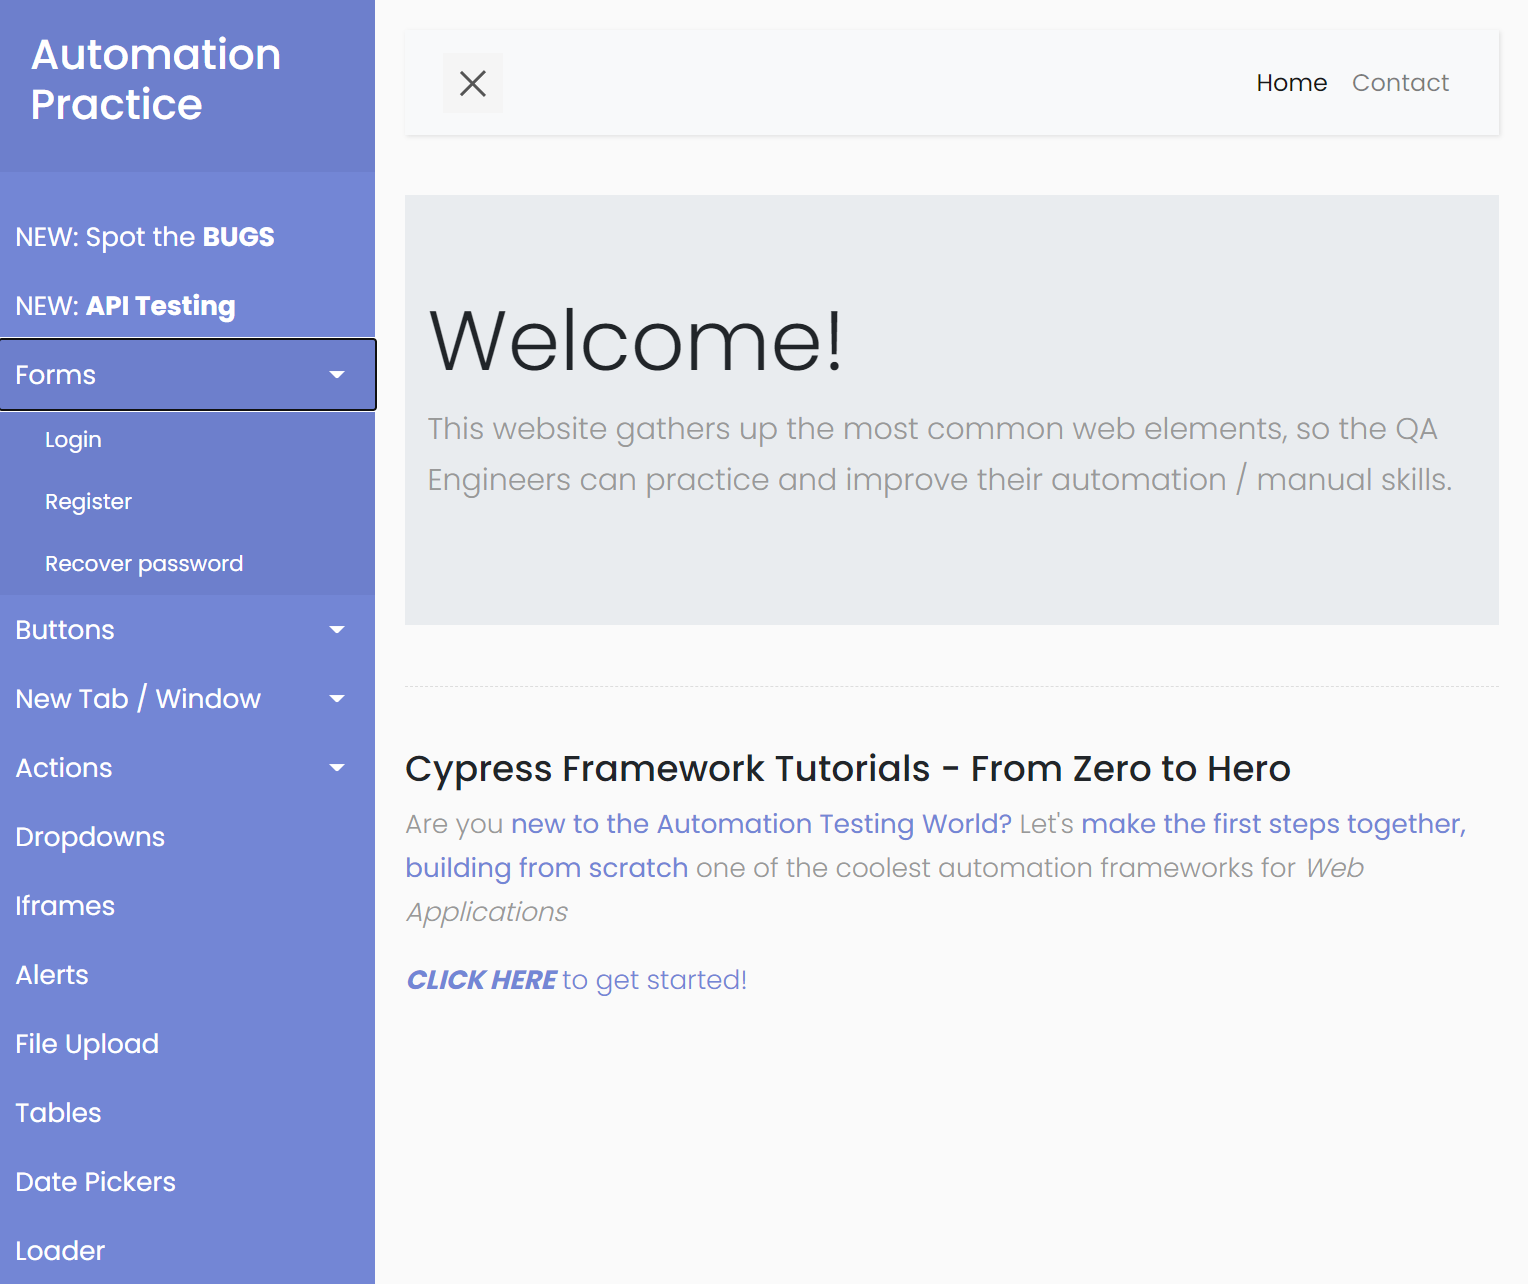 Automation
Practice
NEW: Spot the BUGS
NEW: API Testing
Forms
Login
Register
Recover password
Buttons
New Tab / Window
Actions
Dropdowns
Iframes
Alerts
File Upload
Tables
Date Pickers
Loader
Home Contact
Welcome!
This website gathers up the most common web elements, so the QA
Engineers can practice and improve their automation / manual skills.
Cypress Framework Tutorials - From Zero to Hero
Are you new to the Automation Testing World? Let's make the first steps together,
building from scratch one of the coolest automation frameworks for Web
Applications
CLICK HERE to get started!